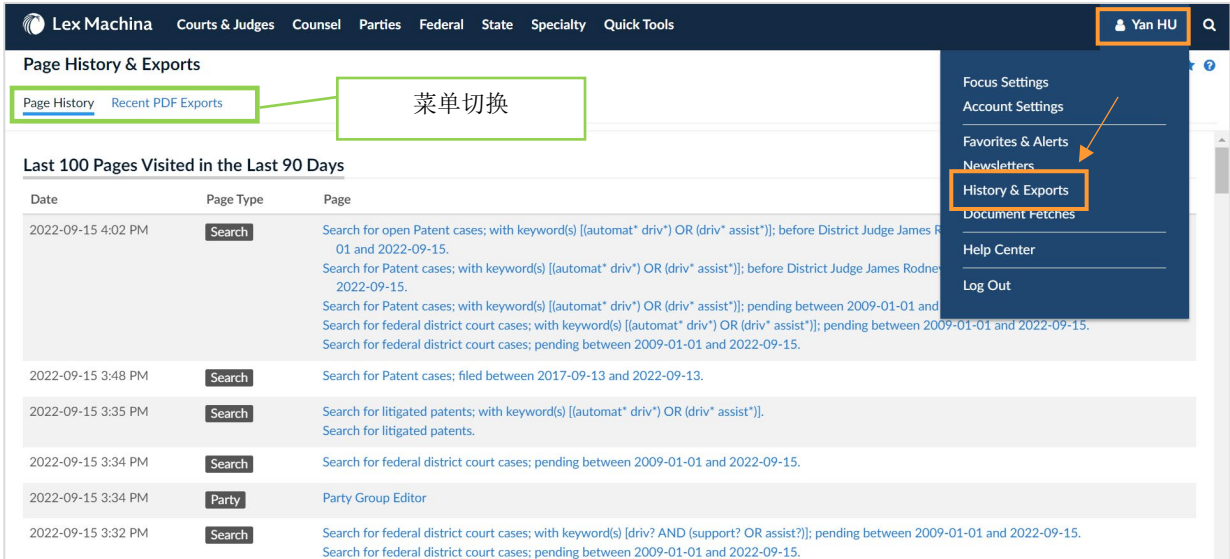 Lex Machina Courts & Judges Counsel Parties Federal State Specialty Quick Tools Yan HU
Page History & Exports
Page History Recent PDF Exports
菜单切换
Focus Settings
Account Settings
Favorites & Alerts
Newsletters
History & Exports
Document Fetches
Help Center
Log Out
Last 100 Pages Visited in the Last 90 Days
Date Page Type Page
2022-09-15 4:02 PM Search Search for open Patent cases; with keyword(s) [(automat* driv*) OR (driv* assist*)]; before District Judge James
01 and 2022-09-15.
Search for Patent cases; with keyword(s) [(automat* driv*) OR (driv* assist*)]; before District Judge James Rodney
2022-09-15.
Search for Patent cases; with keyword(s) [(automat* driv*) OR (driv* assist*)]; pending between 2009-01-01 and
Search for federal district court cases; with keyword(s) [(automat* driv*) OR (driv* assist*)]; pending between 2009-01-01 and 2022-09-15.
Search for federal district court cases; pending between 2009-01-01 and 2022-09-15.
2022-09-15 3:48 PM Search Search for Patent cases; filed between 2017-09-13 and 2022-09-13.
2022-09-15 3:35 PM Search Search for litigated patents; with keyword(s) [(automat* driv*) OR (driv* assist*)].
Search for litigated patents.
2022-09-15 3:34 PM Search Search for federal district court cases; pending between 2009-01-01 and 2022-09-15.
2022-09-15 3:34 PM Party Party Group Editor
2022-09-15 3:32 PM Search Search for federal district court cases; with keyword(s) [driv? AND (support? OR assist?)]; pending between 2009-01-01 and 2022-09-15.
Search for federal district court cases; pending between 2009-01-01 and 2022-09-15.